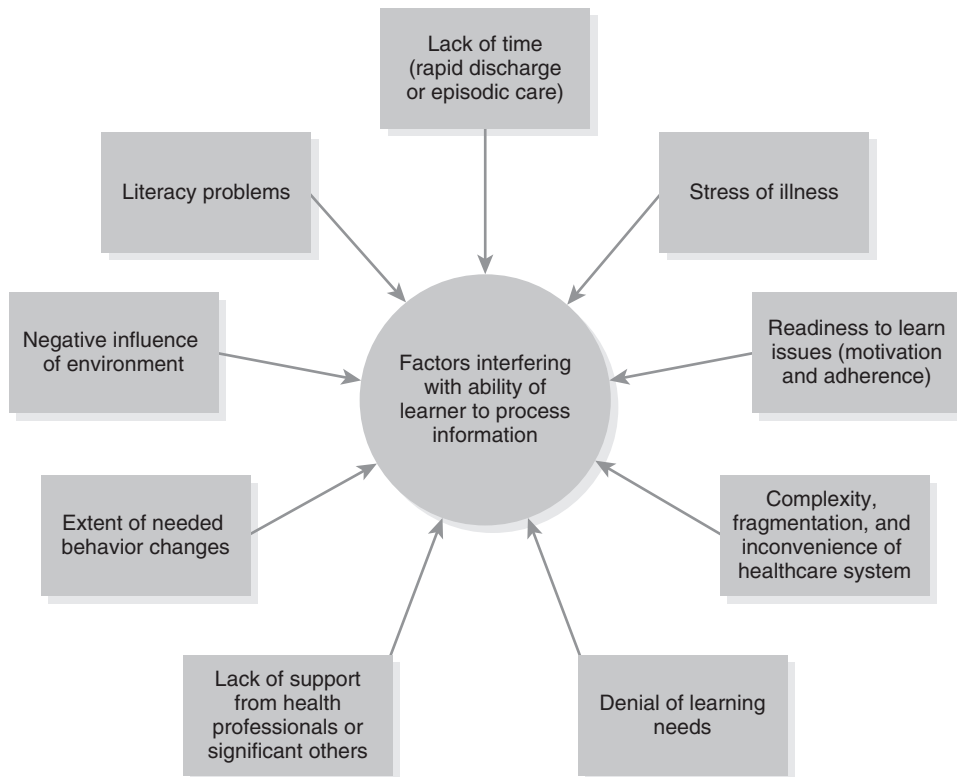 Lack of time
(rapid discharge
or episodic care)
Literacy problems
Stress of illness
Negative influence
of environment
Factors interfering
with ability of
learner to process
information
Readiness to learn
issues (motivation
and adherence)
Extent of needed
behavior changes
Complexity,
fragmentation, and
inconvenience of
healthcare system
Lack of support
from health
professionals or
significant others
Denial of learning
needs